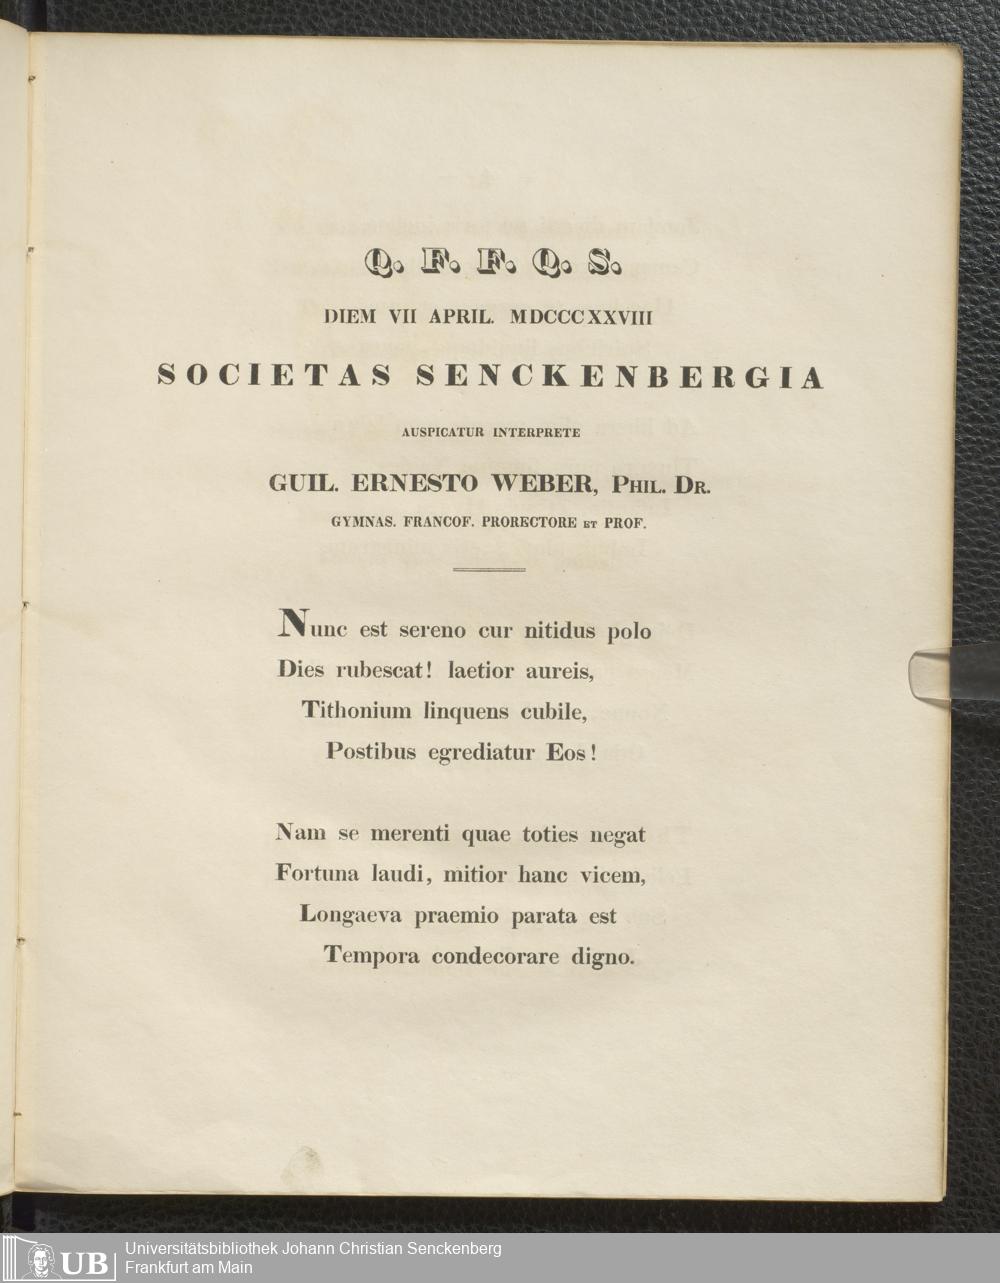 Q. F. F. Q. S.
DIEM VII APRIL. MDCCCXXVIII
SOCIETAS SENCKENBERGIA
AUSPICATUR INTERPRETE
GUIL. ERNESTO WEBER, PHIL. DR.
GYMNAS. FRANCOF. PRORECTORE ET PROF.
Nunc est sereno cur nitidus polo
Dies rubescat! laetior aureis,
Tithonium linquens cubile,
Postibus egrediatur Eos!
Nam se merenti quae toties negat
Fortuna laudi, mitior hanc vicem,
Longaeva praemio parata est
Tempora condecorare digno.
UB
Universitätsbibliothek Johann Christian Senckenberg
Frankfurt am Main